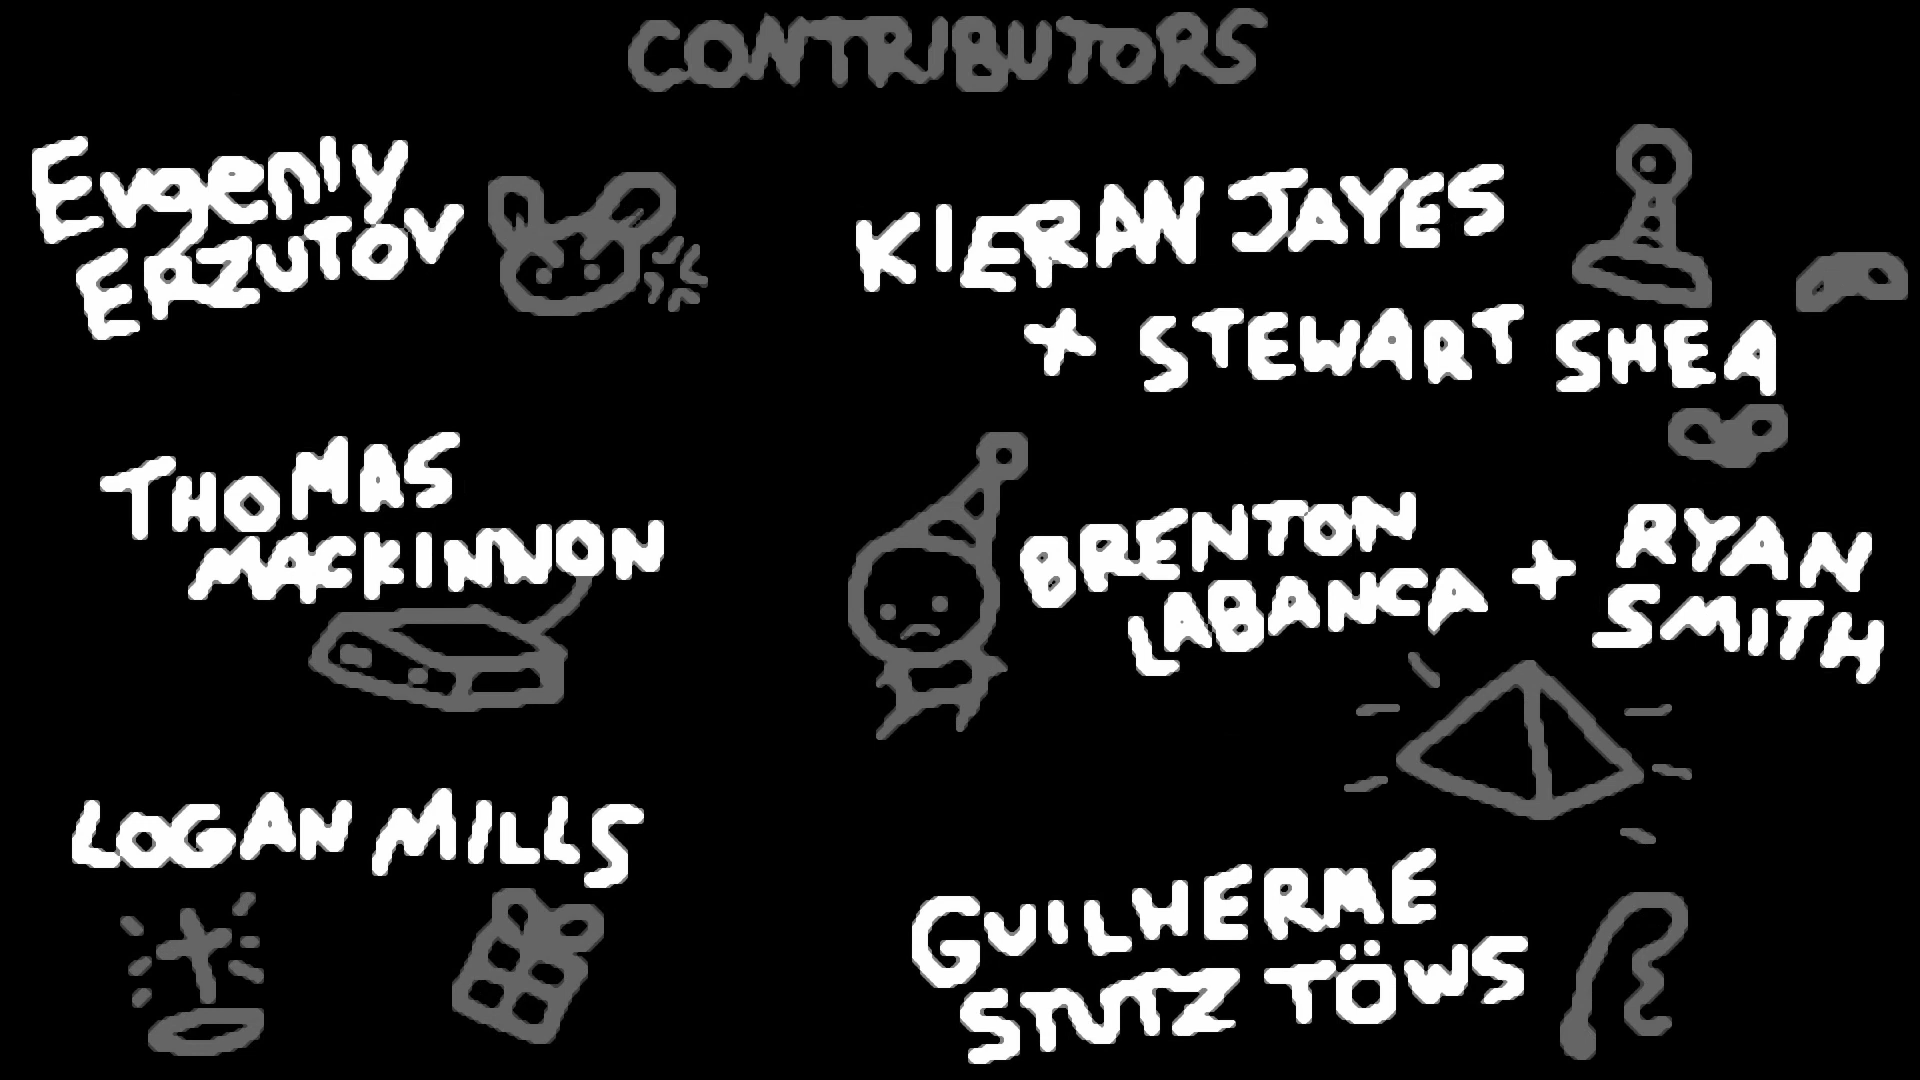 CONTRIBUTORS
Evgeniy
ERZUTOV
KIERAN JAYES
+ STEWART SHEA
THOMAS
MACKINNON
BRENTON
LABANCA
+ RYAN
SMITH
LOGAN MILLS
GUILHERME
STUTZ TÖWS